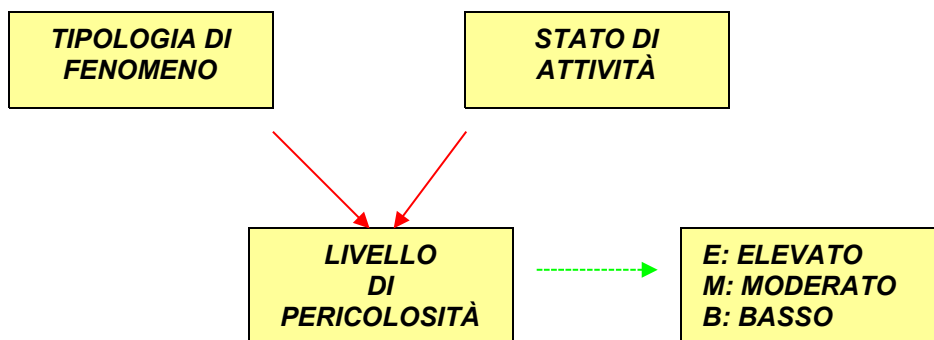 TIPOLOGIA DI
FENOMENO
STATO DI
ATTIVITÀ
LIVELLO
DI
PERICOLOSITÀ
E: ELEVATO
M: MODERATO
B: BASSO